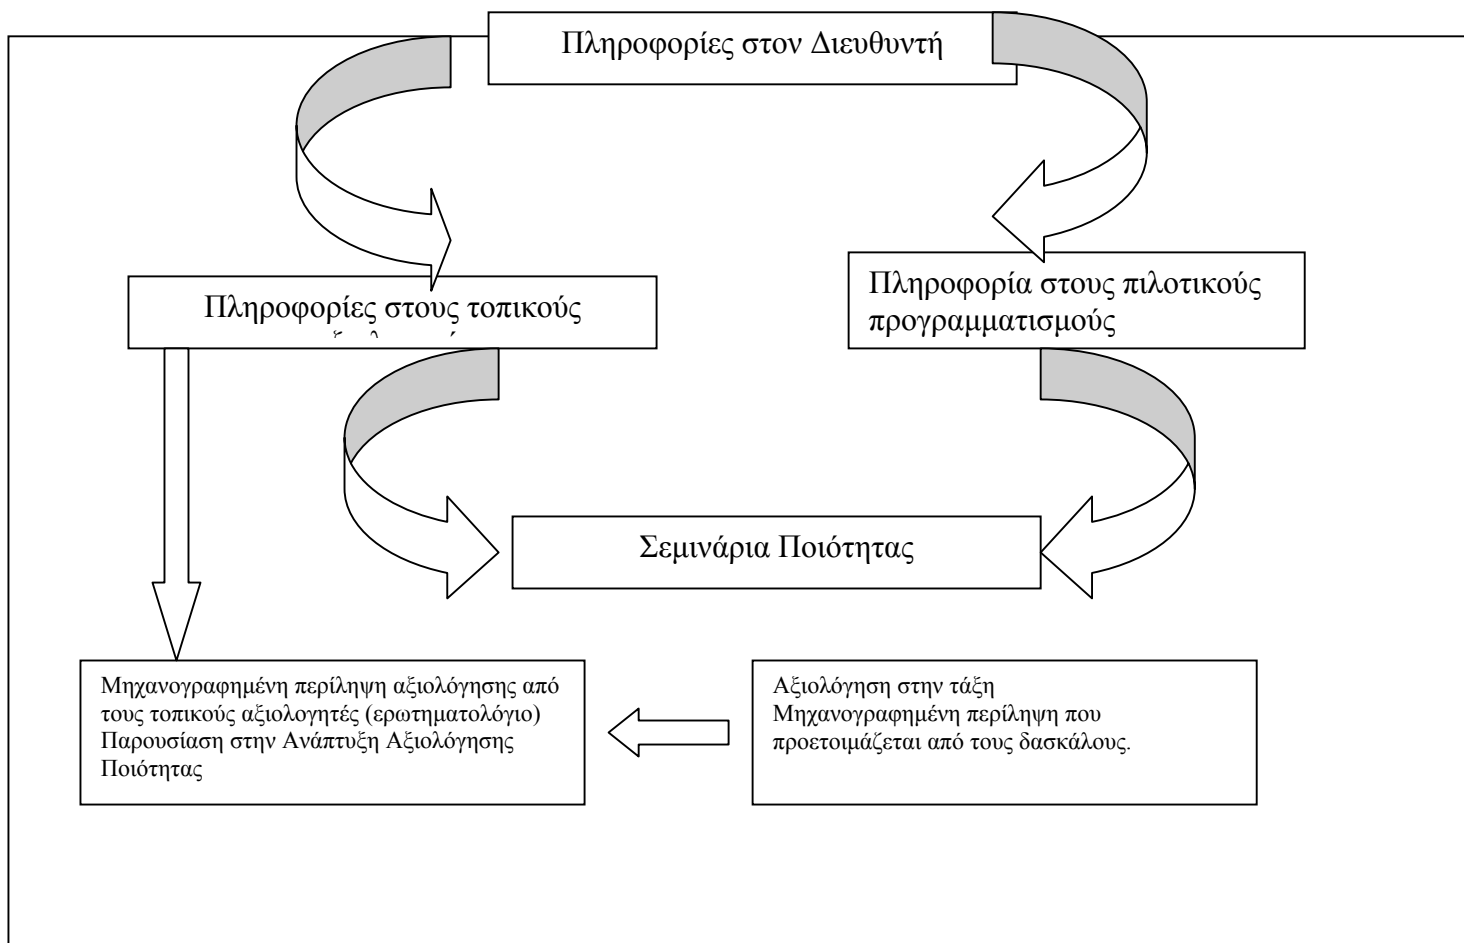 Πληροφορίες στον Διευθυντή
Πληροφορίες στους τοπικούς
Πληροφορία στους πιλοτικούς
προγραμματισμούς
Σεμινάρια Ποιότητας
Μηχανογραφημένη περίληψη αξιολόγησης από
τους τοπικούς αξιολογητές (ερωτηματολόγιο)
Παρουσίαση στην Ανάπτυξη Αξιολόγησης
Ποιότητας
Αξιολόγηση στην τάξη
Μηχανογραφημένη περίληψη που
προετοιμάζεται από τους δασκάλους.